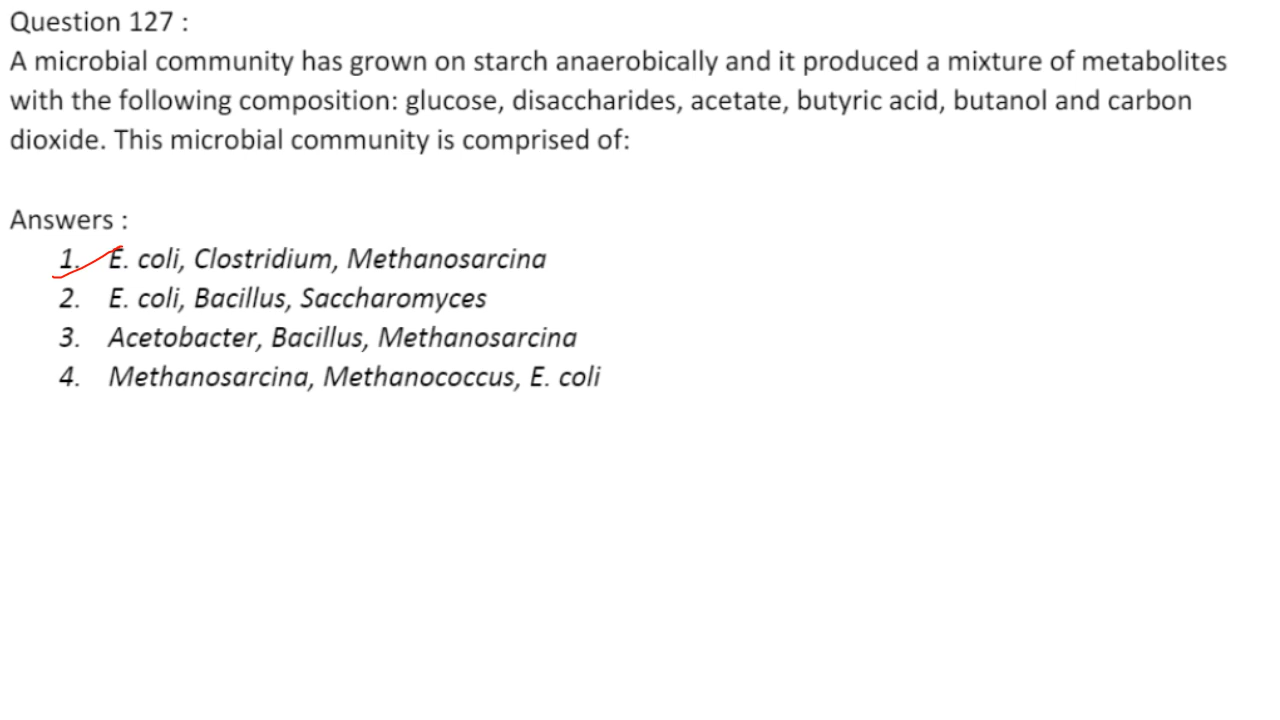 Question 127 :
A microbial community has grown on starch anaerobically and it produced a mixture of metabolites
with the following composition: glucose, disaccharides, acetate, butyric acid, butanol and carbon
dioxide. This microbial community is comprised of:
Answers :
1. E. coli, Clostridium, Methanosarcina
2. E. coli, Bacillus, Saccharomyces
3. Acetobacter, Bacillus, Methanosarcina
4. Methanosarcina, Methanococcus, E. coli